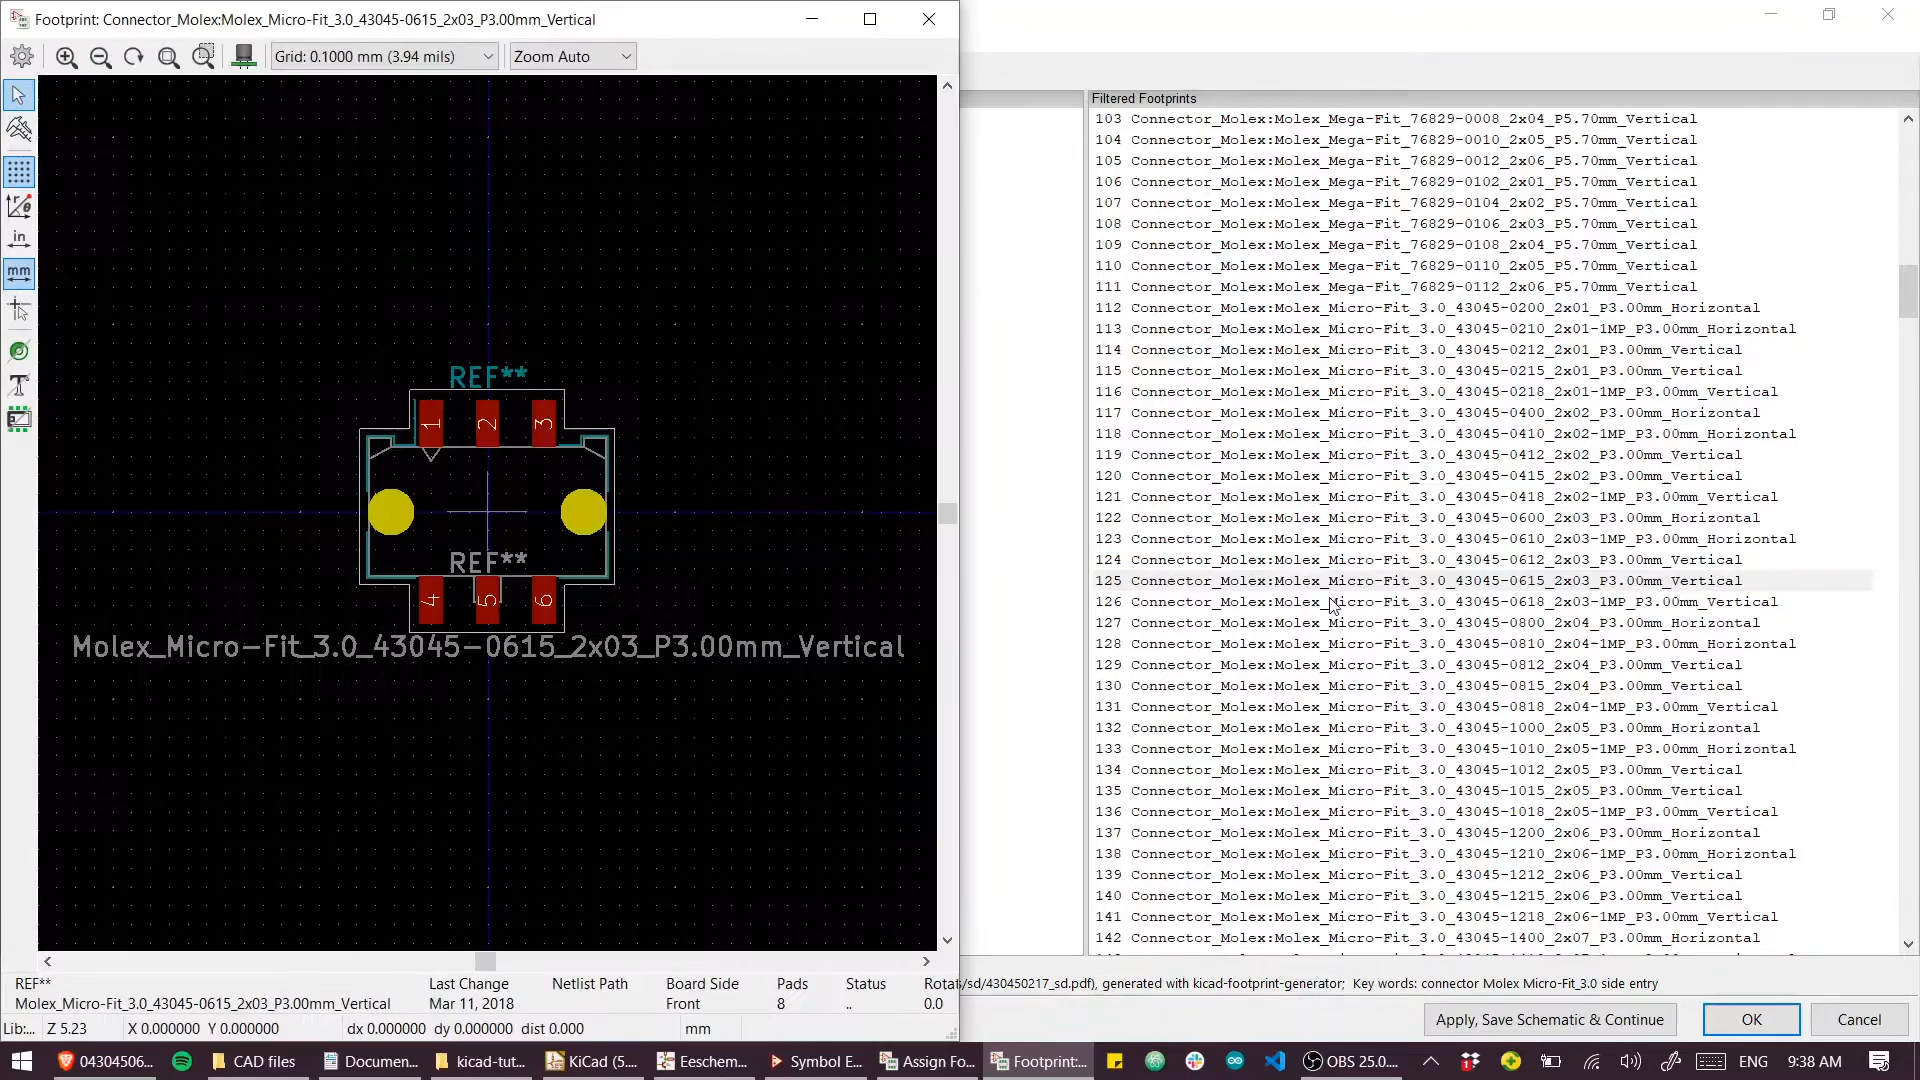 Footprint: Connector_Molex:Molex_Micro-Fit_3.0_43045-0615_2x03_P3.00mm_Vertical
Grid: 0.1000 mm (3.94 mils)
Zoom Auto
in
mm
REF**
1 2 3
REF**
4 5 6
Molex_Micro-Fit_3.0_43045-0615_2x03_P3.00mm_Vertical
REF**
Molex_Micro-Fit_3.0_43045-0615_2x03_P3.00mm_Vertical
Last Change
Mar 11, 2018
Netlist Path
Board Side
Front
Pads
8
Status
..
Rotat
0.0
Lib:... Z 5.23 X 0.000000 Y 0.000000 dx 0.000000 dy 0.000000 dist 0.000 mm
Filtered Footprints
103 Connector_Molex:Molex_Mega-Fit_76829-0008_2x04_P5.70mm_Vertical
104 Connector_Molex:Molex_Mega-Fit_76829-0010_2x05_P5.70mm_Vertical
105 Connector_Molex:Molex_Mega-Fit_76829-0012_2x06_P5.70mm_Vertical
106 Connector_Molex:Molex_Mega-Fit_76829-0102_2x01_P5.70mm_Vertical
107 Connector_Molex:Molex_Mega-Fit_76829-0104_2x02_P5.70mm_Vertical
108 Connector_Molex:Molex_Mega-Fit_76829-0106_2x03_P5.70mm_Vertical
109 Connector_Molex:Molex_Mega-Fit_76829-0108_2x04_P5.70mm_Vertical
110 Connector_Molex:Molex_Mega-Fit_76829-0110_2x05_P5.70mm_Vertical
111 Connector_Molex:Molex_Mega-Fit_76829-0112_2x06_P5.70mm_Vertical
112 Connector_Molex:Molex_Micro-Fit_3.0_43045-0200_2x01_P3.00mm_Horizontal
113 Connector_Molex:Molex_Micro-Fit_3.0_43045-0210_2x01-1MP_P3.00mm_Horizontal
114 Connector_Molex:Molex_Micro-Fit_3.0_43045-0212_2x01_P3.00mm_Vertical
115 Connector_Molex:Molex_Micro-Fit_3.0_43045-0215_2x01_P3.00mm_Vertical
116 Connector_Molex:Molex_Micro-Fit_3.0_43045-0218_2x01-1MP_P3.00mm_Vertical
117 Connector_Molex:Molex_Micro-Fit_3.0_43045-0400_2x02_P3.00mm_Horizontal
118 Connector_Molex:Molex_Micro-Fit_3.0_43045-0410_2x02-1MP_P3.00mm_Horizontal
119 Connector_Molex:Molex_Micro-Fit_3.0_43045-0412_2x02_P3.00mm_Vertical
120 Connector_Molex:Molex_Micro-Fit_3.0_43045-0415_2x02_P3.00mm_Vertical
121 Connector_Molex:Molex_Micro-Fit_3.0_43045-0418_2x02-1MP_P3.00mm_Vertical
122 Connector_Molex:Molex_Micro-Fit_3.0_43045-0600_2x03_P3.00mm_Horizontal
123 Connector_Molex:Molex_Micro-Fit_3.0_43045-0610_2x03-1MP_P3.00mm_Horizontal
124 Connector_Molex:Molex_Micro-Fit_3.0_43045-0612_2x03_P3.00mm_Vertical
125 Connector_Molex:Molex_Micro-Fit_3.0_43045-0615_2x03_P3.00mm_Vertical
126 Connector_Molex:Molex_Micro-Fit_3.0_43045-0618_2x03-1MP_P3.00mm_Vertical
127 Connector_Molex:Molex_Micro-Fit_3.0_43045-0800_2x04_P3.00mm_Horizontal
128 Connector_Molex:Molex_Micro-Fit_3.0_43045-0810_2x04-1MP_P3.00mm_Horizontal
129 Connector_Molex:Molex_Micro-Fit_3.0_43045-0812_2x04_P3.00mm_Vertical
130 Connector_Molex:Molex_Micro-Fit_3.0_43045-0815_2x04_P3.00mm_Vertical
131 Connector_Molex:Molex_Micro-Fit_3.0_43045-0818_2x04-1MP_P3.00mm_Vertical
132 Connector_Molex:Molex_Micro-Fit_3.0_43045-1000_2x05_P3.00mm_Horizontal
133 Connector_Molex:Molex_Micro-Fit_3.0_43045-1010_2x05-1MP_P3.00mm_Horizontal
134 Connector_Molex:Molex_Micro-Fit_3.0_43045-1012_2x05_P3.00mm_Vertical
135 Connector_Molex:Molex_Micro-Fit_3.0_43045-1015_2x05_P3.00mm_Vertical
136 Connector_Molex:Molex_Micro-Fit_3.0_43045-1018_2x05-1MP_P3.00mm_Vertical
137 Connector_Molex:Molex_Micro-Fit_3.0_43045-1200_2x06_P3.00mm_Horizontal
138 Connector_Molex:Molex_Micro-Fit_3.0_43045-1210_2x06-1MP_P3.00mm_Horizontal
139 Connector_Molex:Molex_Micro-Fit_3.0_43045-1212_2x06_P3.00mm_Vertical
140 Connector_Molex:Molex_Micro-Fit_3.0_43045-1215_2x06_P3.00mm_Vertical
141 Connector_Molex:Molex_Micro-Fit_3.0_43045-1218_2x06-1MP_P3.00mm_Vertical
142 Connector_Molex:Molex_Micro-Fit_3.0_43045-1400_2x07_P3.00mm_Horizontal
/sd/430450217_sd.pdf), generated with kicad-footprint-generator; Key words: connector Molex Micro-Fit_3.0 side entry
Apply, Save Schematic & Continue
OK
Cancel
04304506...
CAD files
Documen...
kicad-tut...
KiCad (5....
Eeschem...
Symbol E...
Assign Fo...
Footprint:...
OBS 25.0....
ENG
9:38 AM